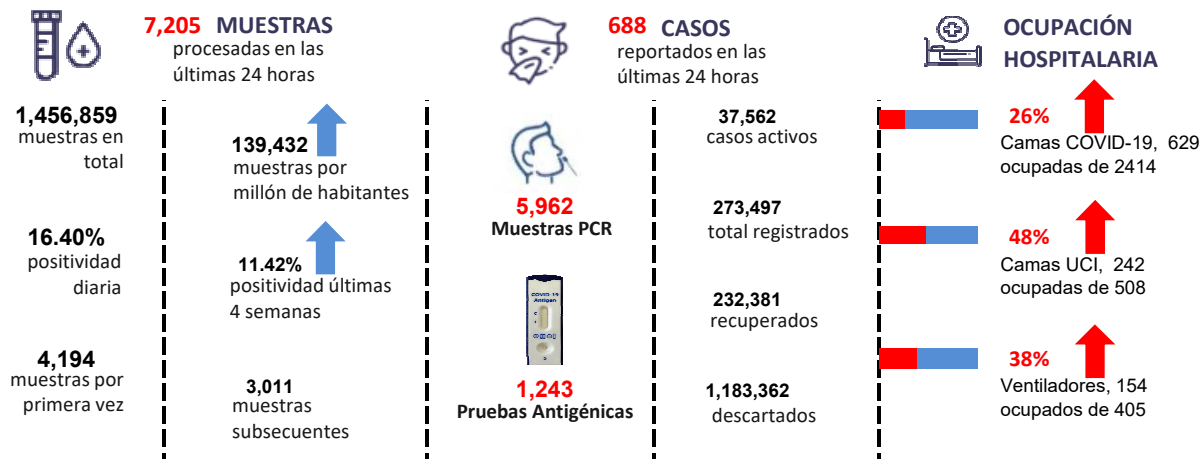 7,205 MUESTRAS
procesadas en las
últimas 24 horas
1,456,859
muestras en
total
139,432
muestras por
millón de habitantes
16.40%
positividad
diaria
11.42%
positividad últimas
4 semanas
4,194
muestras por
primera vez
3,011
muestras
subsecuentes
688 CASOS
reportados en las
últimas 24 horas
5,962
Muestras PCR
COVID-19
Antigen
C
T
S
1,243
Pruebas Antigénicas
37,562
casos activos
273,497
total registrados
232,381
recuperados
1,183,362
descartados
OCUPACIÓN
HOSPITALARIA
26%
Camas COVID-19, 629
ocupadas de 2414
48%
Camas UCI, 242
ocupadas de 508
38%
Ventiladores, 154
ocupados de 405